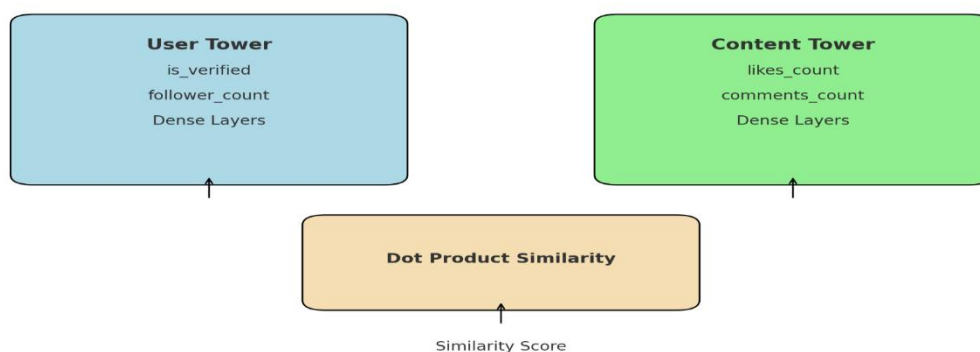 User Tower
is_verified
follower_count
Dense Layers
Content Tower
likes_count
comments_count
Dense Layers
Dot Product Similarity
Similarity Score